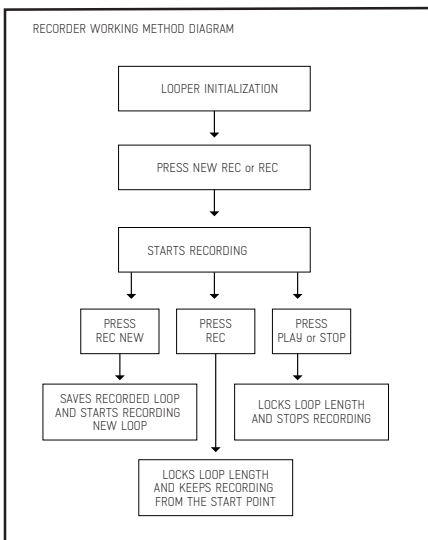 RECORDER WORKING METHOD DIAGRAM
LOOPER INITIALIZATION
PRESS NEW REC or REC
STARTS RECORDING
PRESS
REC NEW
PRESS
REC
PRESS
PLAY or STOP
SAVES RECORDED LOOP
AND STARTS RECORDING
NEW LOOP
LOCKS LOOP LENGTH
AND STOPS RECORDING
LOCKS LOOP LENGTH
AND KEEPS RECORDING
FROM THE START POINT